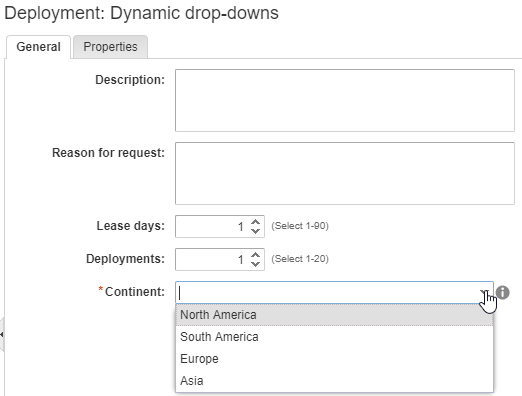 Deployment: Dynamic drop-downs
General Properties
Description:
Reason for request:
Lease days: 1 (Select 1-90)
Deployments: 1 (Select 1-20)
*Continent:
North America
South America
Europe
Asia